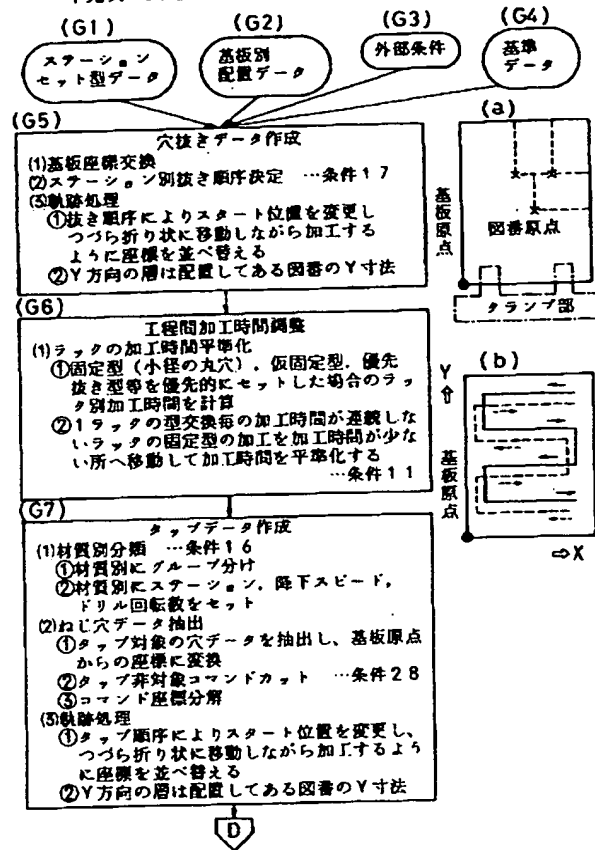 (G1)
(G2)
(G3)
(G4)
ステーション
セット型データ
基板別
配置データ
外部条件
基準
データ
(G5)
穴抜きデータ作成
(1)基板座標交換
(2)ステーション別抜き順序決定 …条件17
(3)軌跡処理
①抜き順序によりスタート位置を変更し
つづら折り状に移動しながら加工する
ように座標を並べ替える
②Y方向の層は配置してある図番のY寸法
(a)
基板原点
図番原点
クランプ部
(G6)
工程間加工時間調整
(1)ラックの加工時間平準化
①固定型(小径の丸穴),仮固定型,優先
抜き型等を優先的にセットした場合のラッ
ク別加工時間を計算
②1ラックの型交換毎の加工時間が連続しな
いラックの固定型の加工を加工時間が少な
い所へ移動して加工時間を平準化する
…条件11
(b)
Y
⇧
基板原点
⇨X
(G7)
タップデータ作成
(1)材質別分類 …条件16
①材質別にグループ分け
②材質別にステーション,降下スピード,
ドリル回転数をセット
(2)ねじ穴データ抽出
①タップ対象の穴データを抽出し、基板原点
からの座標に変換
②タップ非対象コマンドカット …条件28
③コマンド座標分解
(3)軌跡処理
①タップ順序によりスタート位置を変更し、
つづら折り状に移動しながら加工するよう
に座標を並べ替える
②Y方向の層は配置してある図番のY寸法
D